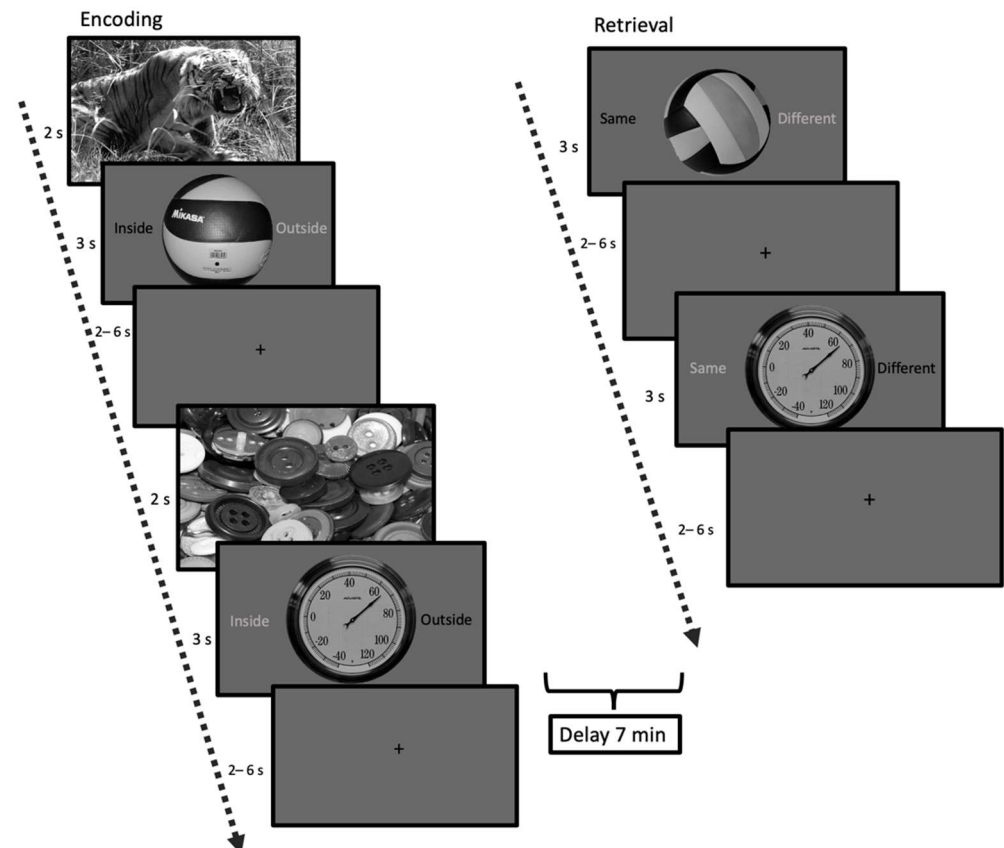 Encoding
2 s
Inside
MIKASA
Outside
3 s
2–6 s
2 s
Inside
-40
-20
0
20
40
60
80
100
120
Outside
3 s
2–6 s
Delay 7 min
Retrieval
Same
Different
3 s
2–6 s
Same
-40
-20
0
20
40
60
80
100
120
Different
3 s
2–6 s